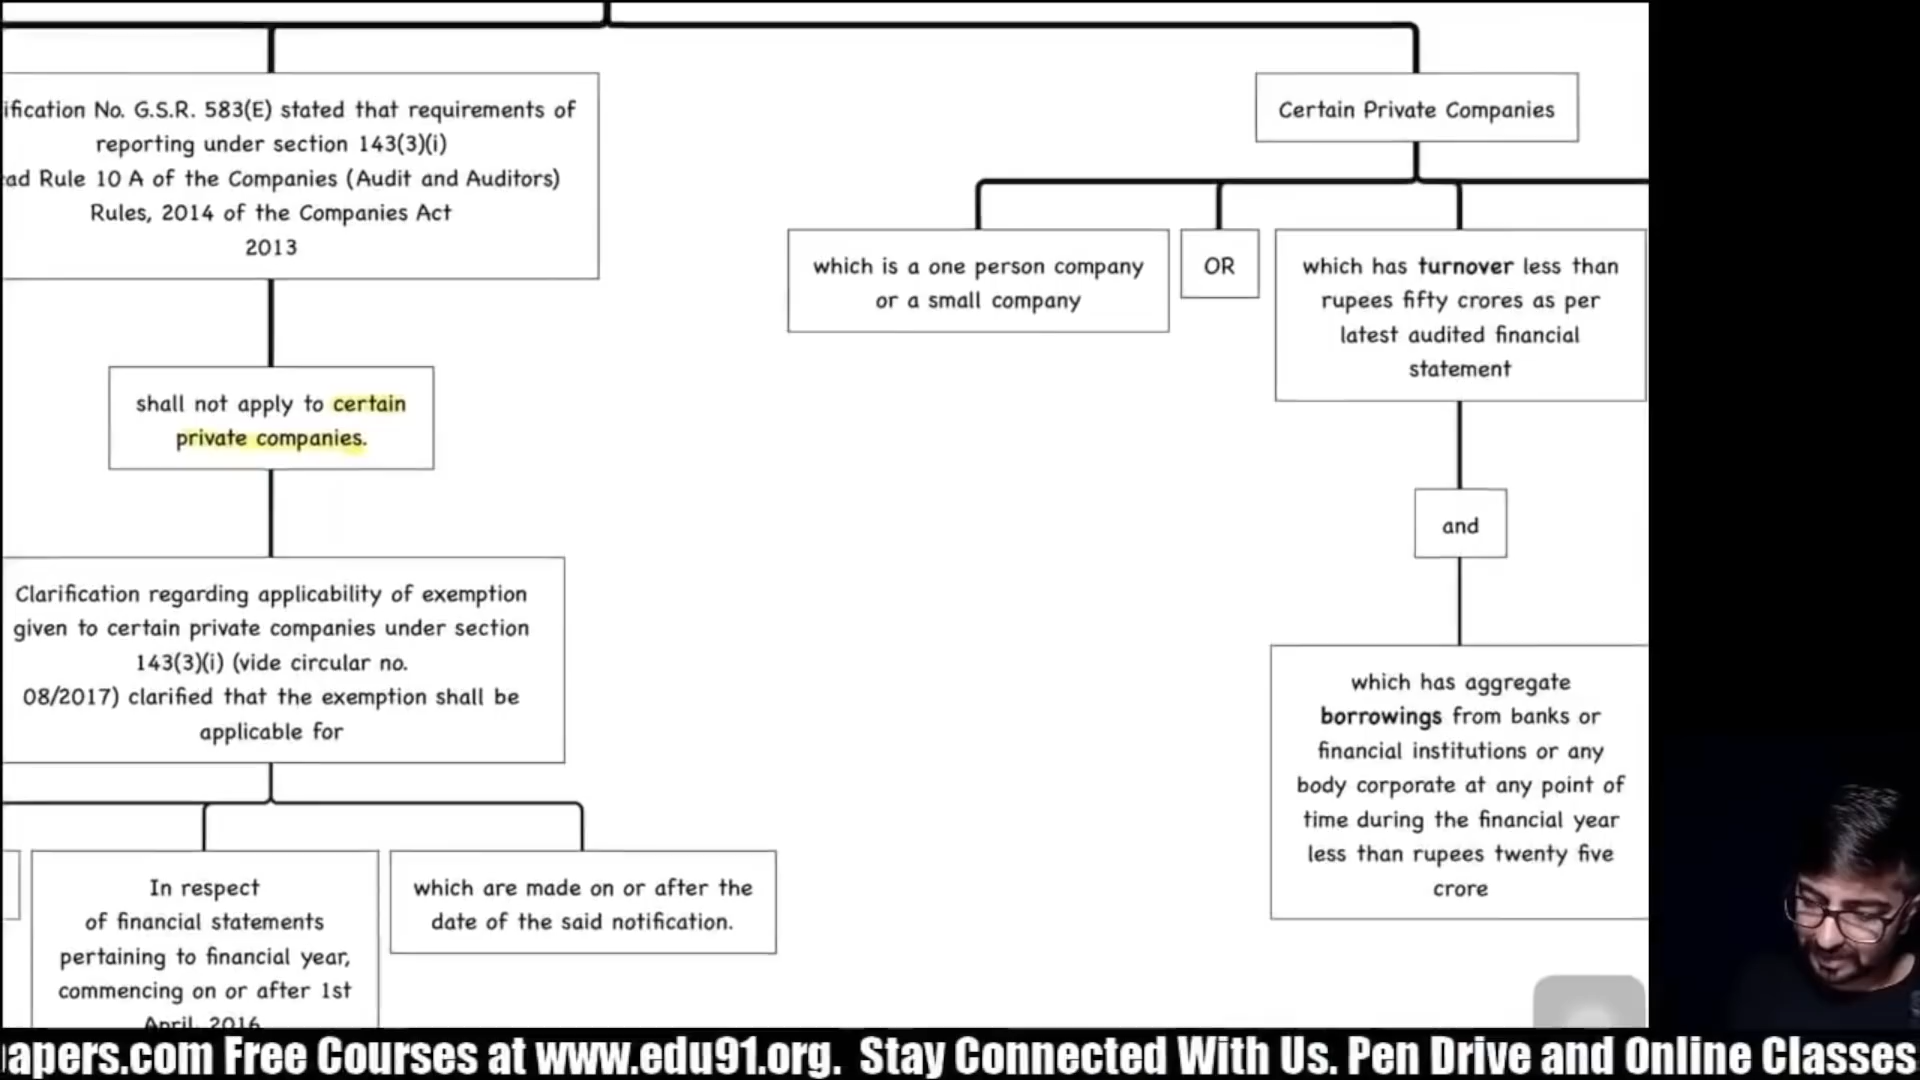 ification No. G.S.R. 583(E) stated that requirements of
reporting under section 143(3)(i)
ad Rule 10 A of the Companies (Audit and Auditors)
Rules, 2014 of the Companies Act
2013
shall not apply to certain
private companies.
Clarification regarding applicability of exemption
given to certain private companies under section
143(3)(i) (vide circular no.
08/2017) clarified that the exemption shall be
applicable for
In respect
of financial statements
pertaining to financial year,
commencing on or after 1st
April, 2016
which are made on or after the
date of the said notification.
Certain Private Companies
which is a one person company
or a small company
OR
which has turnover less than
rupees fifty crores as per
latest audited financial
statement
and
which has aggregate
borrowings from banks or
financial institutions or any
body corporate at any point of
time during the financial year
less than rupees twenty five
crore
apers.com Free Courses at www.edu91.org. Stay Connected With Us. Pen Drive and Online Classes